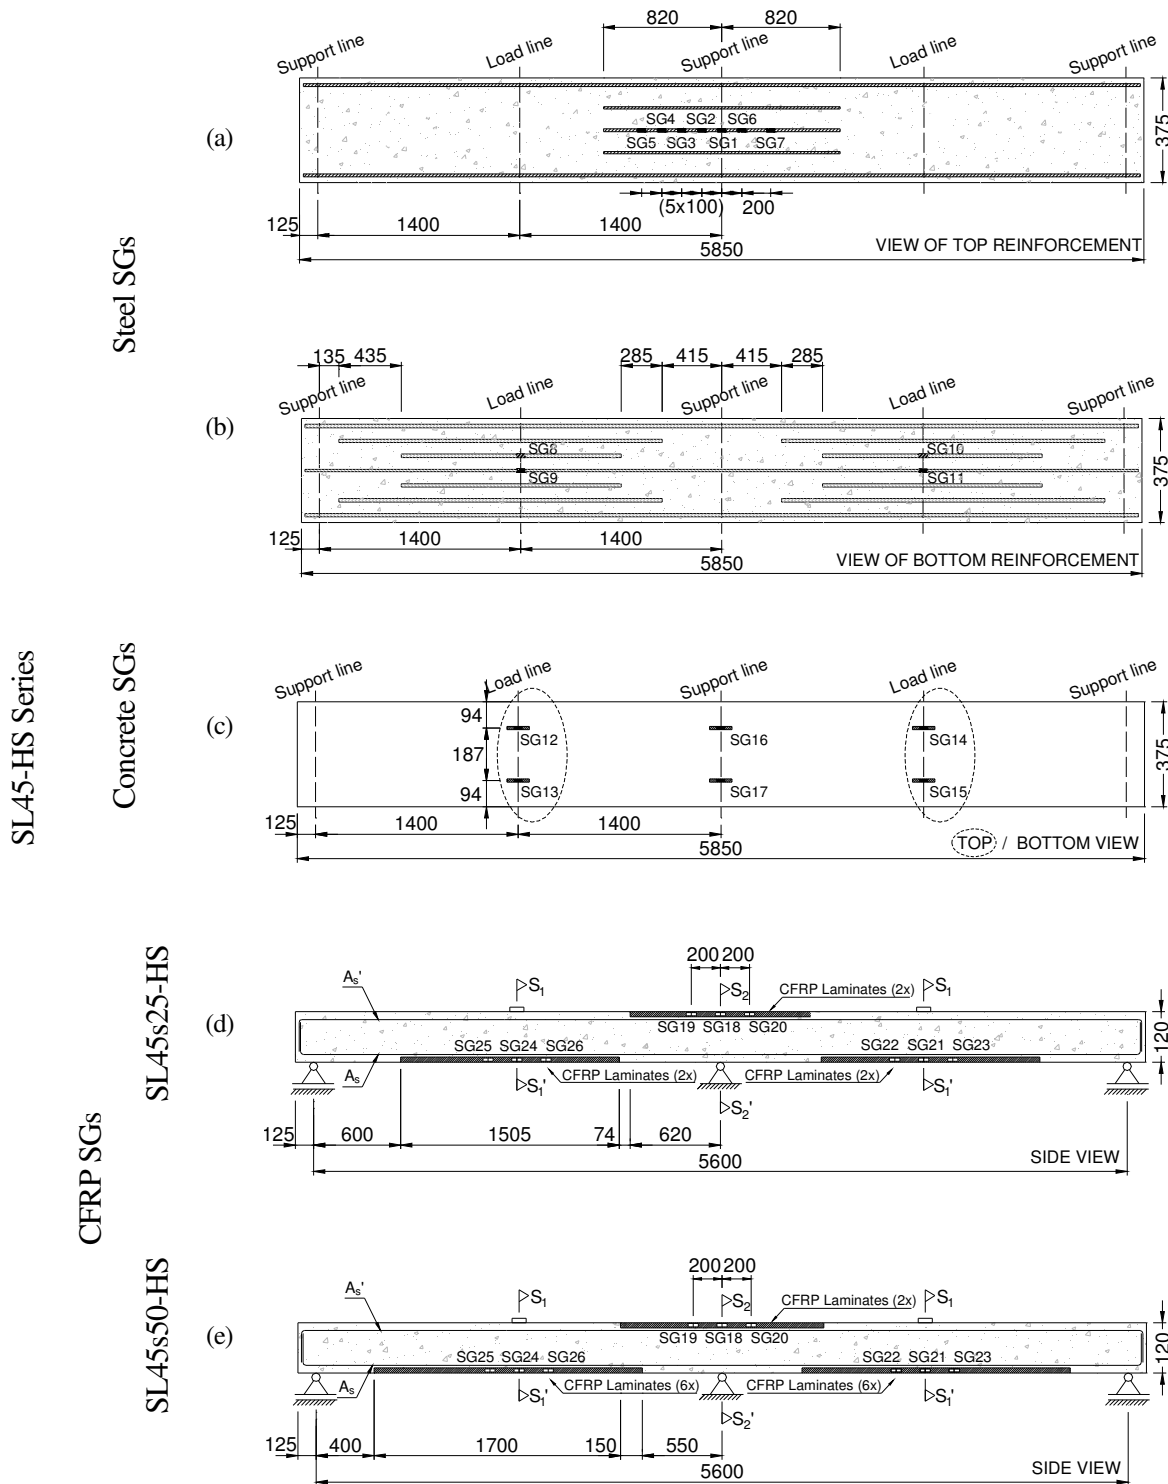 SL45-HS Series
Steel SGs
Concrete SGs
CFRP SGs
SL45s25-HS
SL45s50-HS
(a)
820 820
Support line Load line Support line Load line Support line
SG4 SG2 SG6
SG5 SG3 SG1 SG7
375
(5x100) 200
125 1400 1400
VIEW OF TOP REINFORCEMENT
5850
(b)
135 435 285 415 415 285
Support line Load line Support line Load line Support line
SG8 SG10
SG9 SG11
375
125 1400 1400
VIEW OF BOTTOM REINFORCEMENT
5850
(c)
Support line Load line Support line Load line Support line
94
SG12 SG16 SG14
187
SG13 SG17 SG15
94
375
125 1400 1400
TOP / BOTTOM VIEW
5850
(d)
200 200
As' S1 S2 CFRP Laminates (2x) S1
SG19 SG18 SG20
SG25 SG24 SG26 SG22 SG21 SG23
120
As S1' CFRP Laminates (2x) CFRP Laminates (2x) S1'
S2'
125 600 1505 74 620
SIDE VIEW
5600
(e)
200 200
As' S1 S2 CFRP Laminates (2x) S1
SG19 SG18 SG20
SG25 SG24 SG26 SG22 SG21 SG23
120
As S1' CFRP Laminates (6x) CFRP Laminates (6x) S1'
S2'
125 400 1700 150 550
SIDE VIEW
5600